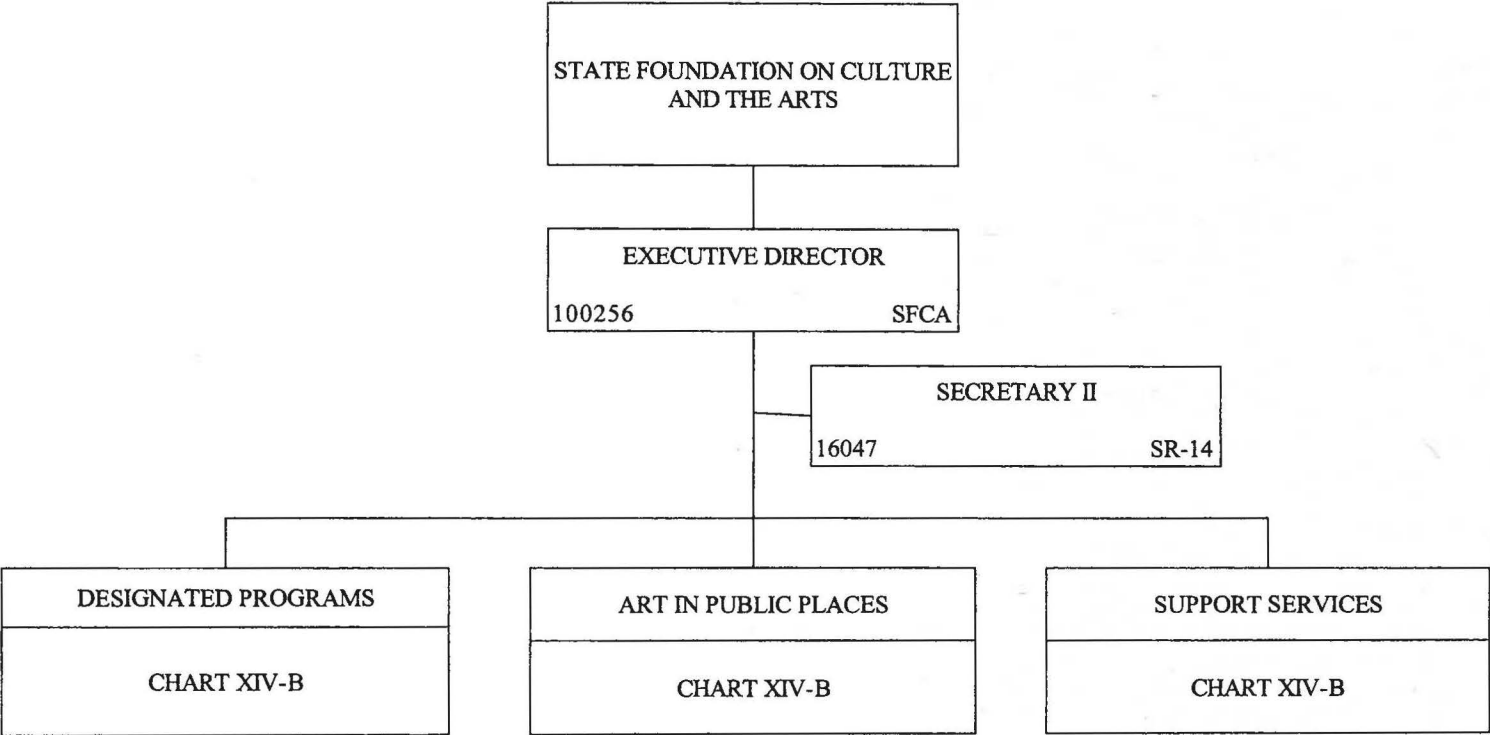 STATE FOUNDATION ON CULTURE
AND THE ARTS
EXECUTIVE DIRECTOR
100256 SFCA
SECRETARY II
16047 SR-14
DESIGNATED PROGRAMS
CHART XIV-B
ART IN PUBLIC PLACES
CHART XIV-B
SUPPORT SERVICES
CHART XIV-B